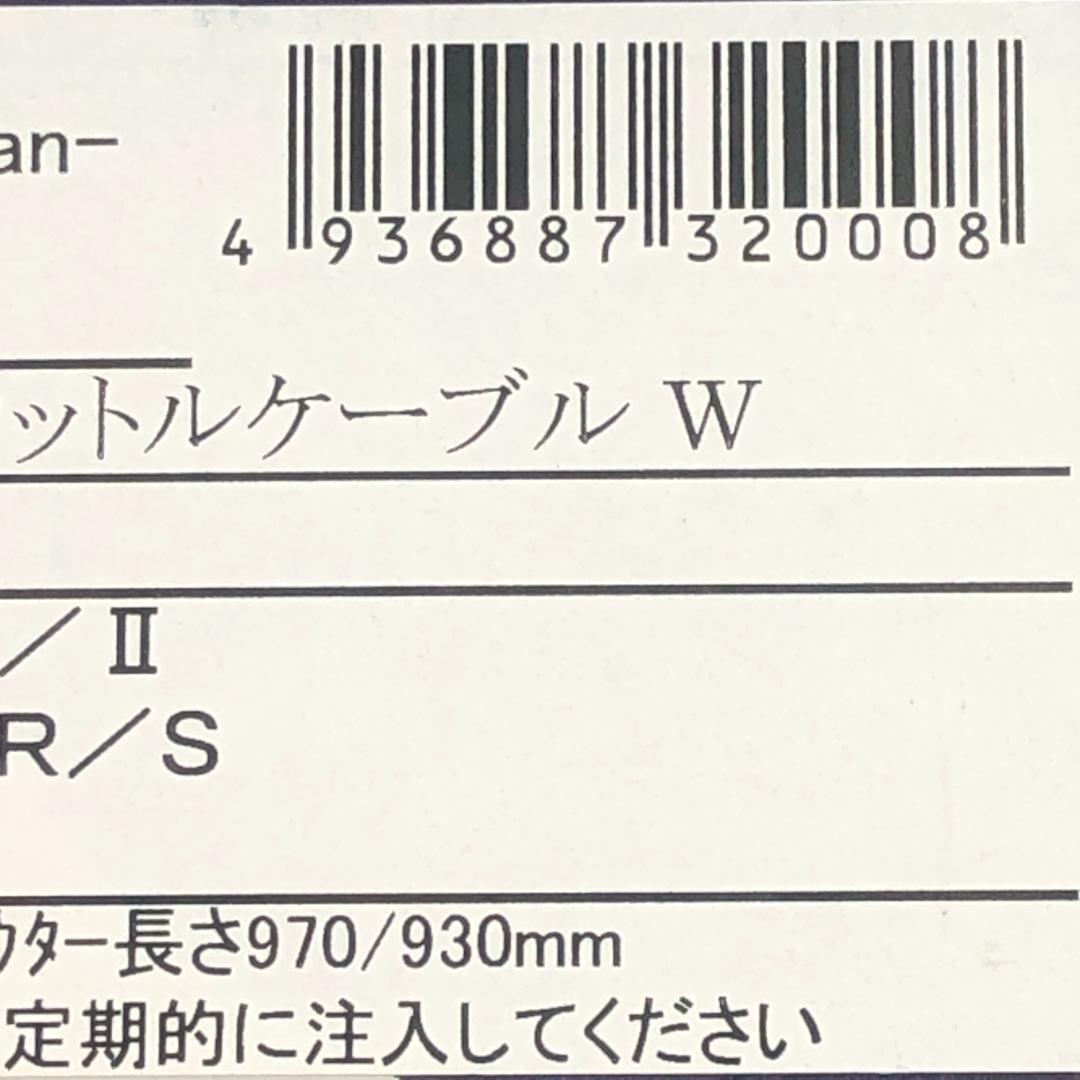 an-
4 936887 320008
ットルケーブル W
／Ⅱ
R／S
ｳﾀｰ長さ970/930mm
定期的に注入してください